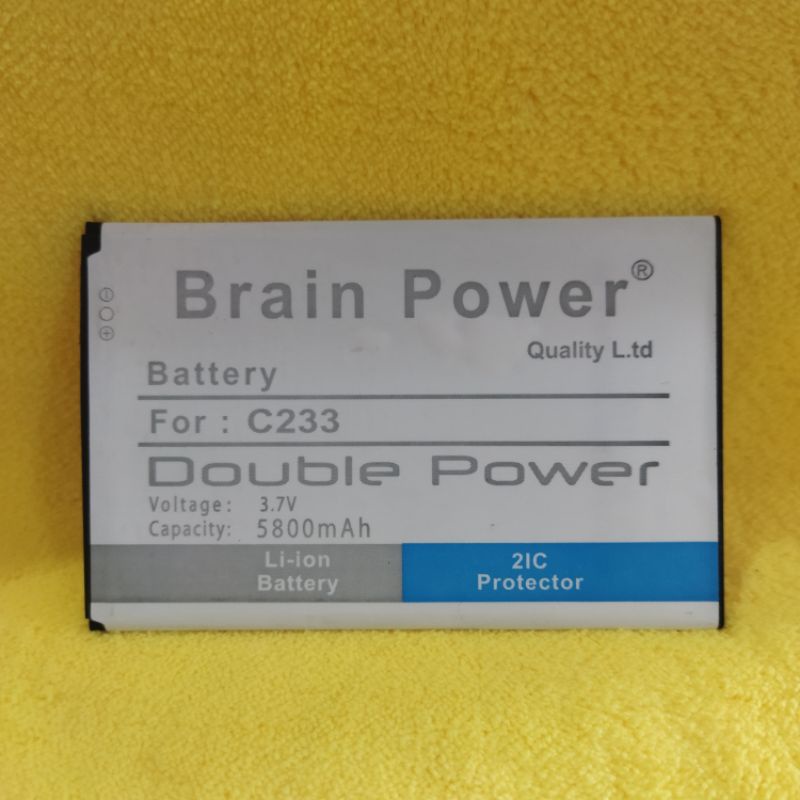 Brain Power®
Quality L.td
Battery
For : C233
Double Power
Voltage: 3.7V
Capacity: 5800mAh
Li-ion
Battery
2IC
Protector